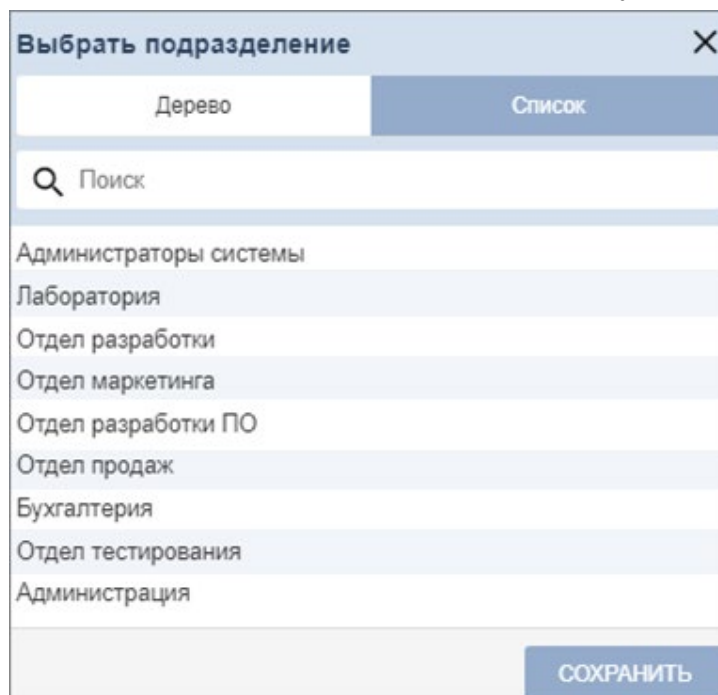 Выбрать подразделение
Дерево Список
Поиск
Администраторы системы
Лаборатория
Отдел разработки
Отдел маркетинга
Отдел разработки ПО
Отдел продаж
Бухгалтерия
Отдел тестирования
Администрация
СОХРАНИТЬ